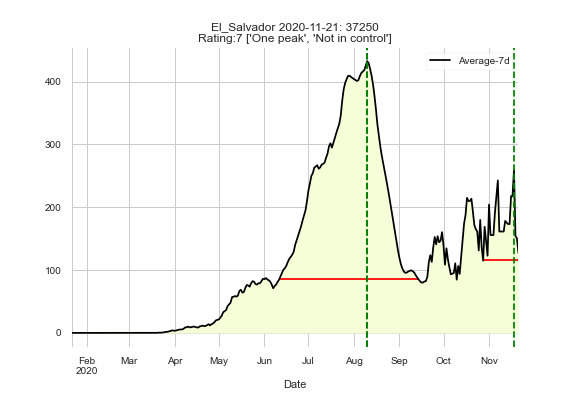 El_Salvador 2020-11-21: 37250
Rating:7 ['One peak', 'Not in control']
Average-7d
400
300
200
100
0
Feb Mar Apr May Jun Jul Aug Sep Oct Nov
2020
Date